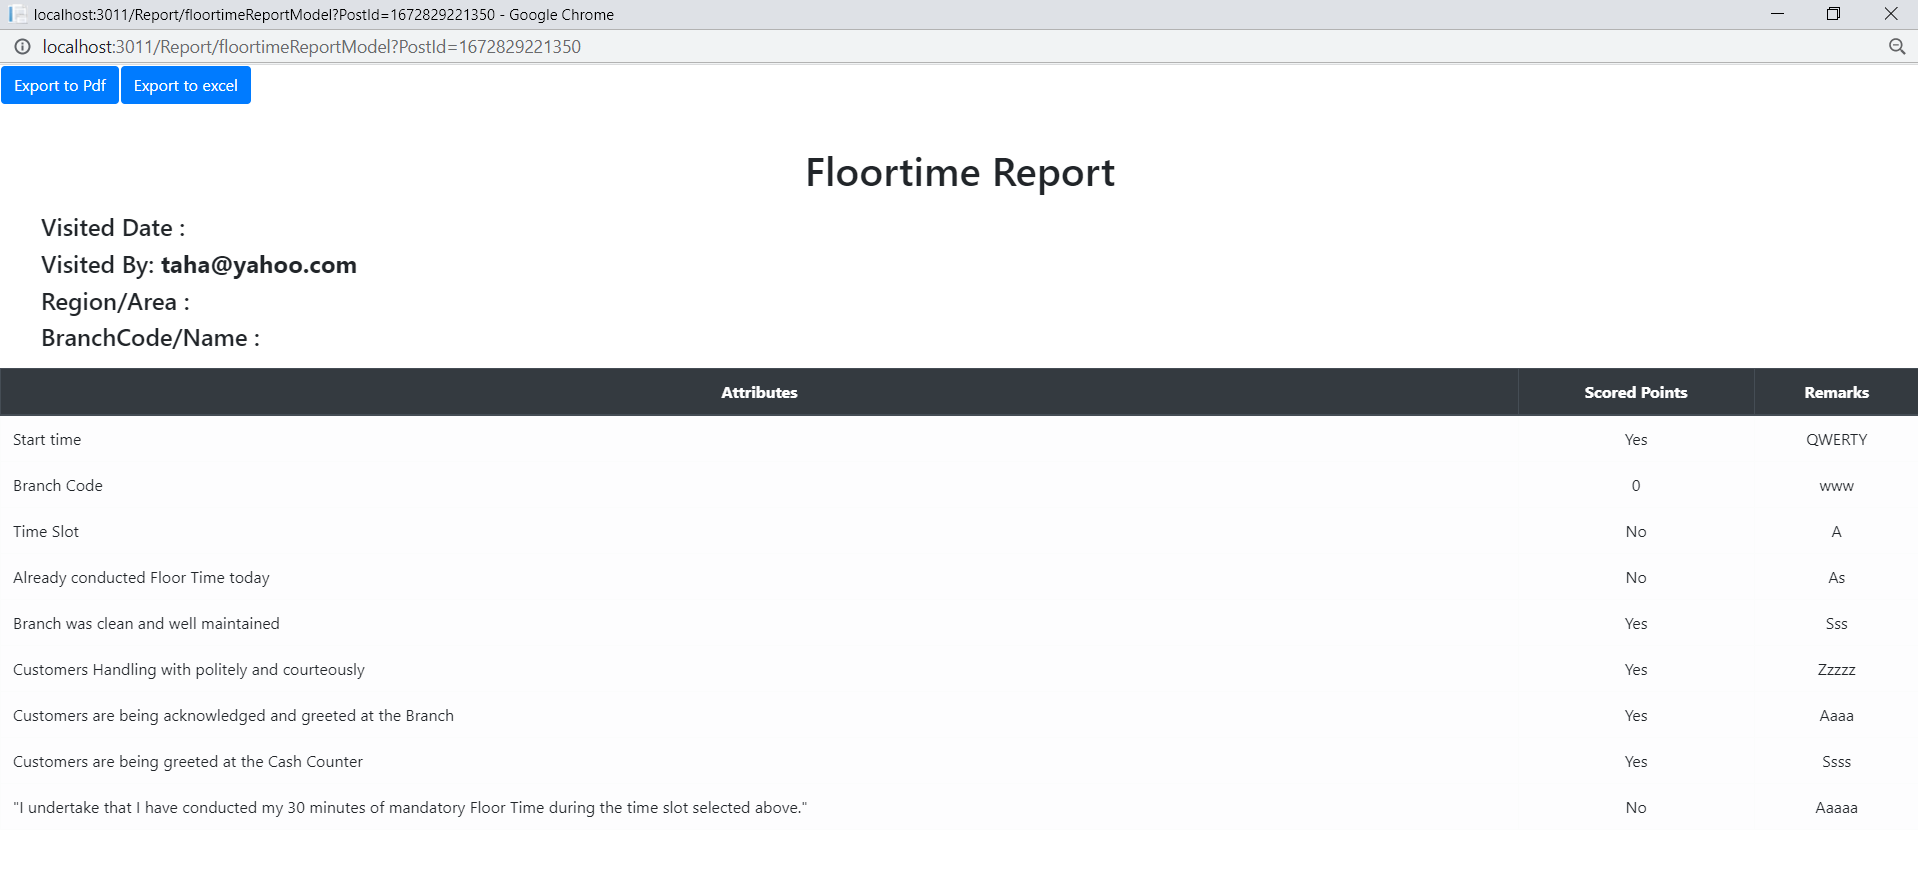 localhost:3011/Report/floortimeReportModel?PostId=1672829221350 - Google Chrome
localhost:3011/Report/floortimeReportModel?PostId=1672829221350
Export to Pdf Export to excel
Floortime Report
Visited Date :
Visited By: taha@yahoo.com
Region/Area :
BranchCode/Name :
Attributes Scored Points Remarks
Start time Yes QWERTY
Branch Code 0 www
Time Slot No A
Already conducted Floor Time today No As
Branch was clean and well maintained Yes Sss
Customers Handling with politely and courteously Yes Zzzzz
Customers are being acknowledged and greeted at the Branch Yes Aaaa
Customers are being greeted at the Cash Counter Yes Ssss
"I undertake that I have conducted my 30 minutes of mandatory Floor Time during the time slot selected above." No Aaaaa